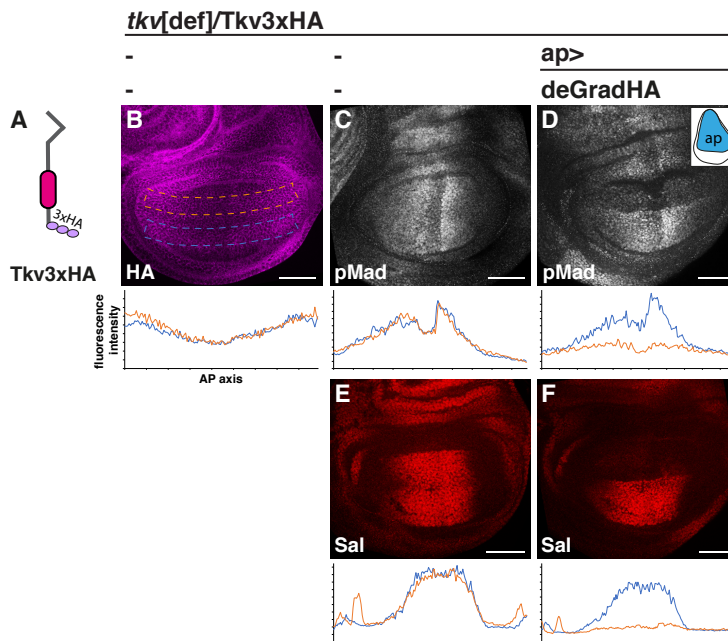 tkv[def]/Tkv3xHA
- - ap>
- - deGradHA
A B C D
ap
3xHA
Tkv3xHA HA pMad pMad
fluorescence
intensity
AP axis
E F
Sal Sal